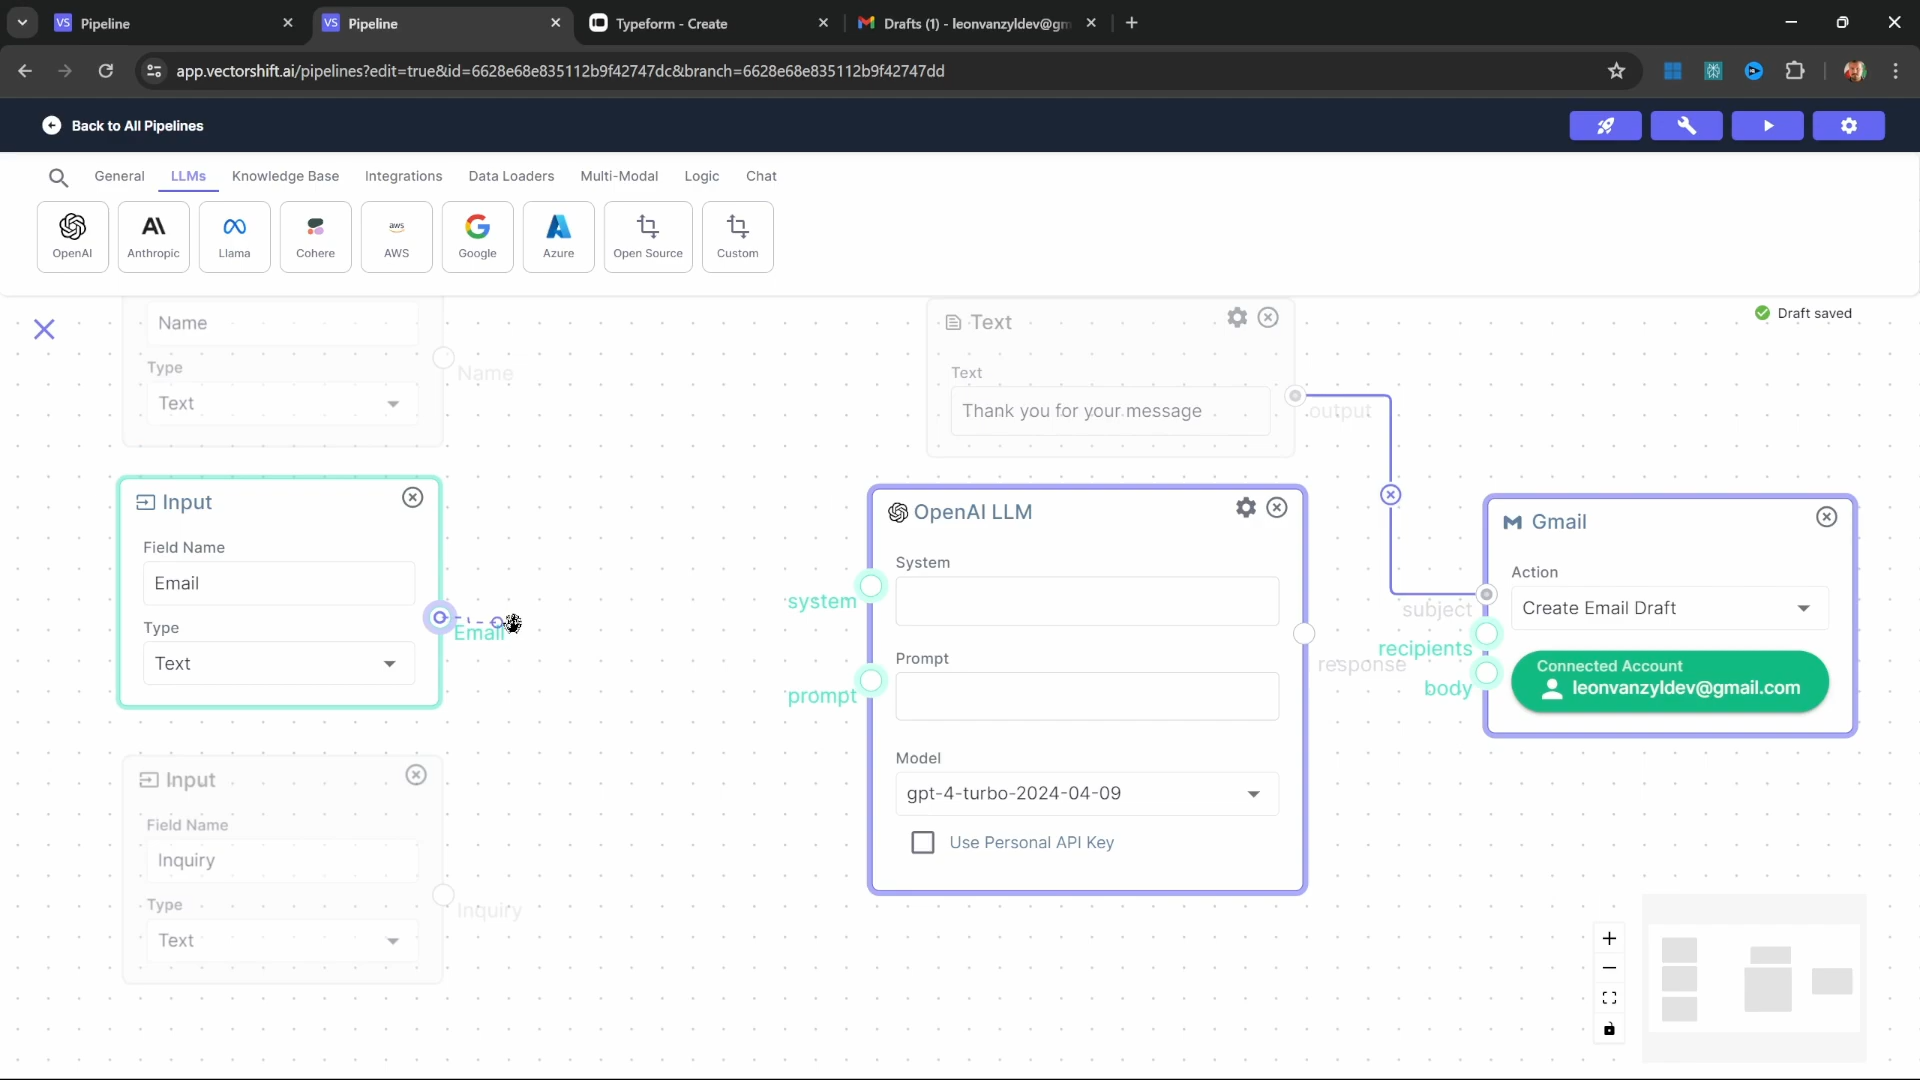 VS Pipeline
VS Pipeline
Typeform - Create
Drafts (1) - leonvanzyldev@gm
app.vectorshift.ai/pipelines?edit=true&id=6628e68e835112b9f42747dc&branch=6628e68e835112b9f42747dd
Back to All Pipelines
General LLMs Knowledge Base Integrations Data Loaders Multi-Modal Logic Chat
aws
OpenAI Anthropic Llama Cohere AWS Google Azure Open Source Custom
Draft saved
Name
Type
Name
Text
Text
Text
Thank you for your message
output
Input
Field Name
Email
Type
Email
Text
Input
Field Name
Inquiry
Type
Inquiry
Text
OpenAI LLM
System
system
Prompt
prompt
response
Model
gpt-4-turbo-2024-04-09
Use Personal API Key
Gmail
Action
subject
Create Email Draft
recipients
body
Connected Account
leonvanzyldev@gmail.com